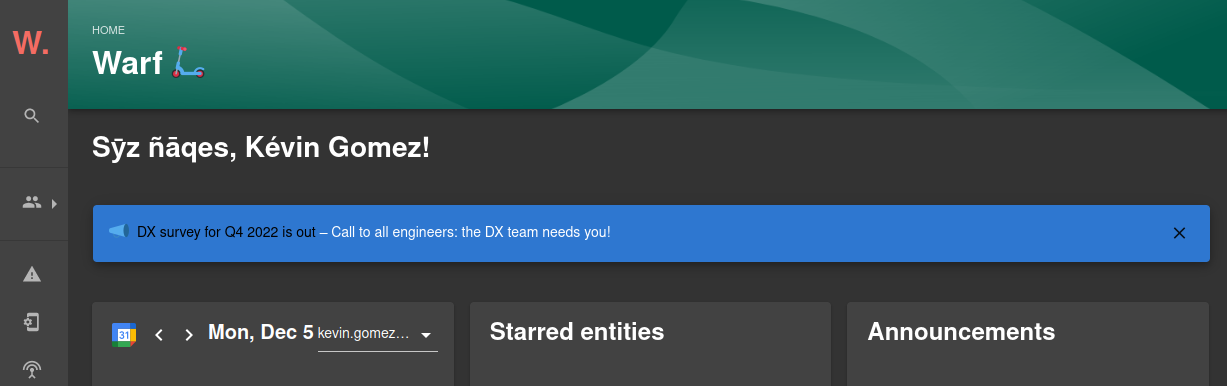 W.
HOME
Warf
Sȳz ñāqes, Kévin Gomez!
DX survey for Q4 2022 is out – Call to all engineers: the DX team needs you!
31
Mon, Dec 5 kevin.gomez...
Starred entities
Announcements